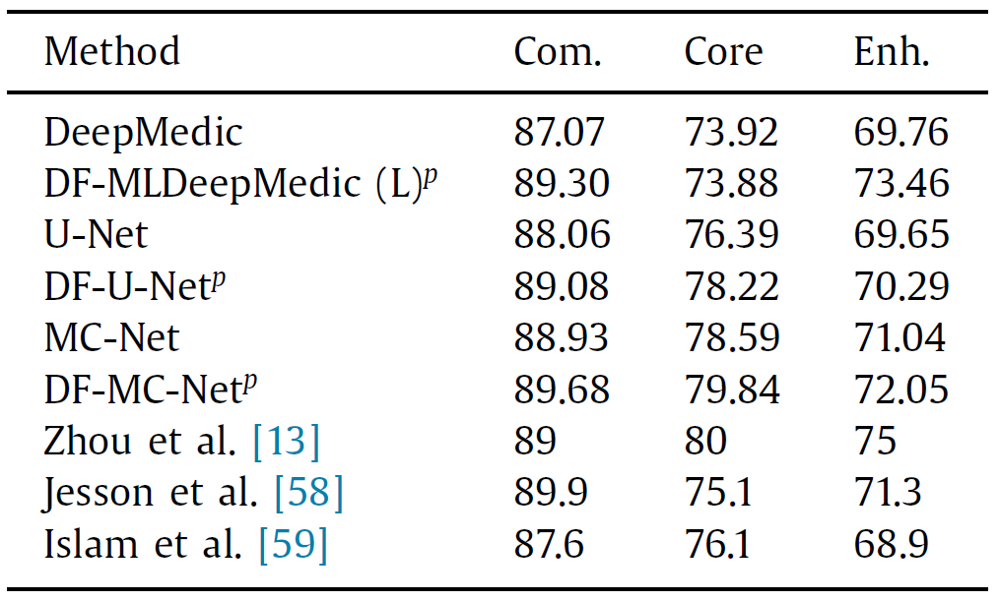 Method Com. Core Enh.
DeepMedic 87.07 73.92 69.76
DF-MLDeepMedic (L)ᵖ 89.30 73.88 73.46
U-Net 88.06 76.39 69.65
DF-U-Netᵖ 89.08 78.22 70.29
MC-Net 88.93 78.59 71.04
DF-MC-Netᵖ 89.68 79.84 72.05
Zhou et al. [13] 89 80 75
Jesson et al. [58] 89.9 75.1 71.3
Islam et al. [59] 87.6 76.1 68.9